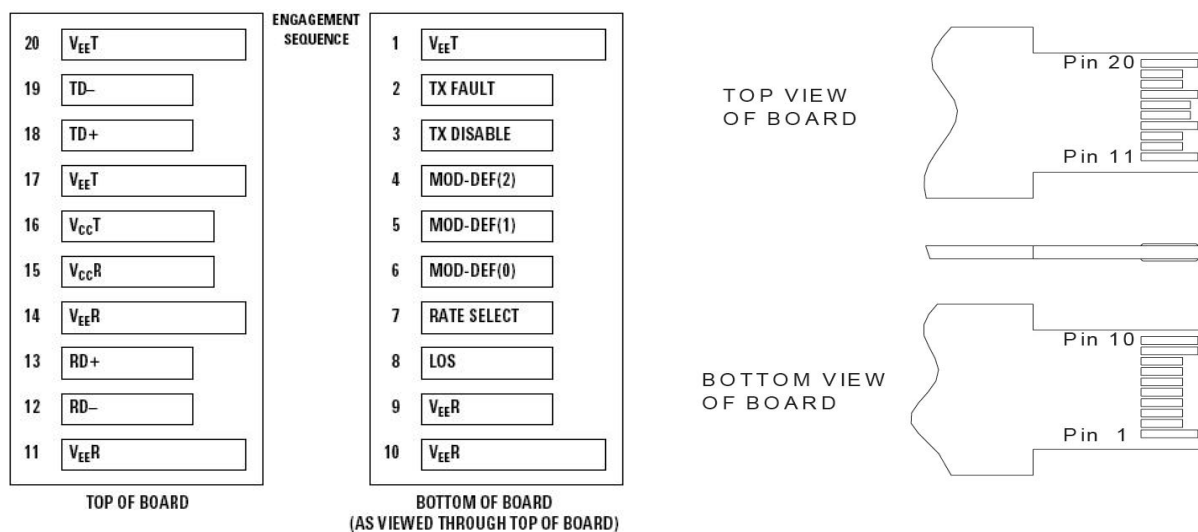 ENGAGEMENT
SEQUENCE
20 VEET
19 TD–
18 TD+
17 VEET
16 VCCT
15 VCCR
14 VEER
13 RD+
12 RD–
11 VEER
TOP OF BOARD
1 VEET
2 TX FAULT
3 TX DISABLE
4 MOD-DEF(2)
5 MOD-DEF(1)
6 MOD-DEF(0)
7 RATE SELECT
8 LOS
9 VEER
10 VEER
BOTTOM OF BOARD
(AS VIEWED THROUGH TOP OF BOARD)
TOP VIEW
OF BOARD
Pin 20
Pin 11
BOTTOM VIEW
OF BOARD
Pin 10
Pin 1